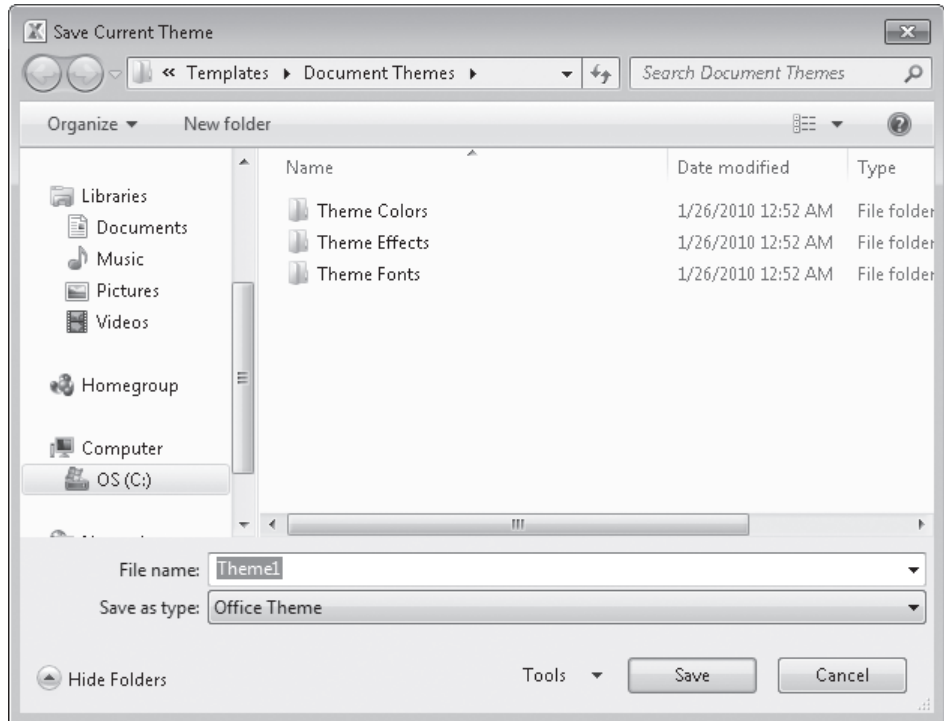 Save Current Theme
« Templates Document Themes
Search Document Themes
Organize New folder
Name Date modified Type
Libraries
Documents
Music
Pictures
Videos
Homegroup
Computer
OS (C:)
Theme Colors 1/26/2010 12:52 AM File folder
Theme Effects 1/26/2010 12:52 AM File folder
Theme Fonts 1/26/2010 12:52 AM File folder
File name: Theme1
Save as type: Office Theme
Hide Folders Tools Save Cancel